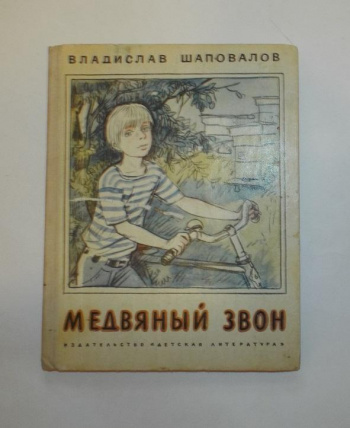 ВЛАДИСЛАВ ШАПОВАЛОВ
МЕДВЯНЫЙ ЗВОН
ИЗДАТЕЛЬСТВО «ДЕТСКАЯ ЛИТЕРАТУРА»